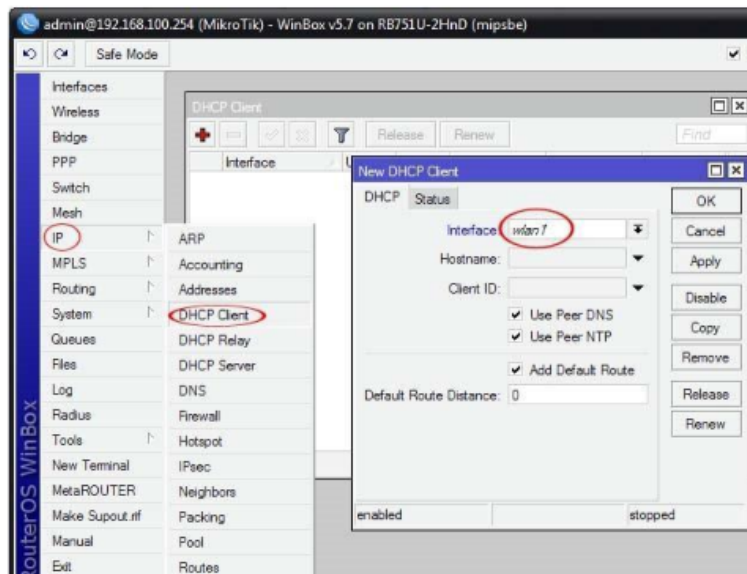 admin@192.168.100.254 (MikroTik) - WinBox v5.7 on RB751U-2HnD (mipsbe)
Safe Mode
RouterOS WinBox
Interfaces
Wireless
Bridge
PPP
Switch
Mesh
IP
MPLS
Routing
System
Queues
Files
Log
Radius
Tools
New Terminal
MetaROUTER
Make Supout.rif
Manual
Exit
ARP
Accounting
Addresses
DHCP Client
DHCP Relay
DHCP Server
DNS
Firewall
Hotspot
IPsec
Neighbors
Packing
Pool
Routes
DHCP Client
Release
Renew
Find
Interface
U
New DHCP Client
DHCP
Status
Interface: wlan1
Hostname:
Client ID:
Use Peer DNS
Use Peer NTP
Add Default Route
Default Route Distance: 0
OK
Cancel
Apply
Disable
Copy
Remove
Release
Renew
enabled
stopped